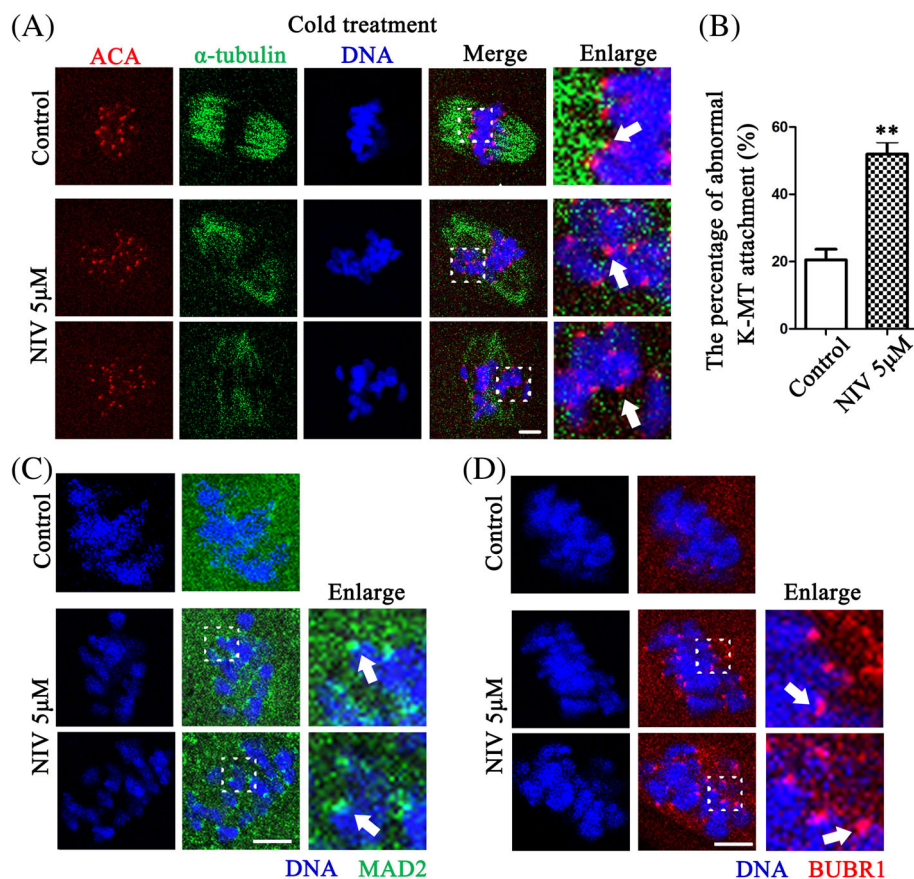 (A)
Cold treatment
ACA α-tubulin DNA Merge Enlarge
Control
NIV 5μM
(B)
The percentage of abnormal
K-MT attachment (%)
60
40
20
0
**
Control
NIV 5μM
(C)
Control
Enlarge
NIV 5μM
DNA MAD2
(D)
Control
Enlarge
NIV 5μM
DNA BUBR1